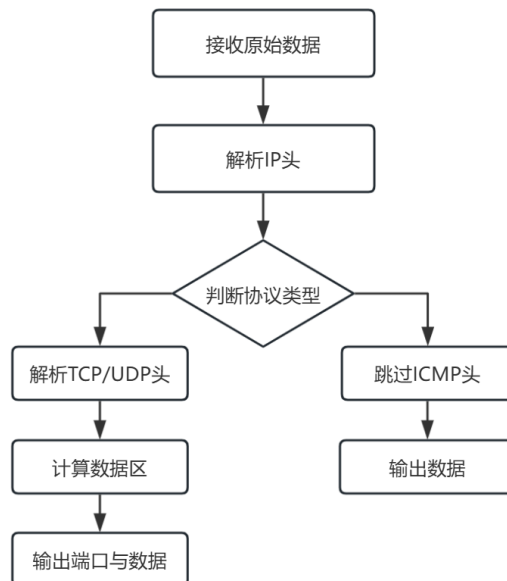 接收原始数据
解析IP头
判断协议类型
解析TCP/UDP头
跳过ICMP头
计算数据区
输出数据
输出端口与数据